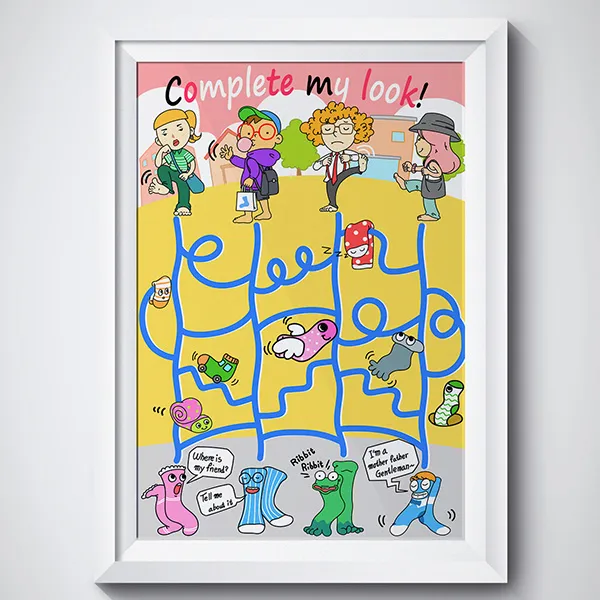 Complete my look!
z z z
Where is
my friend?
Tell me
about it
Ribbit
Ribbit!
I'm a
mother father
Gentleman~